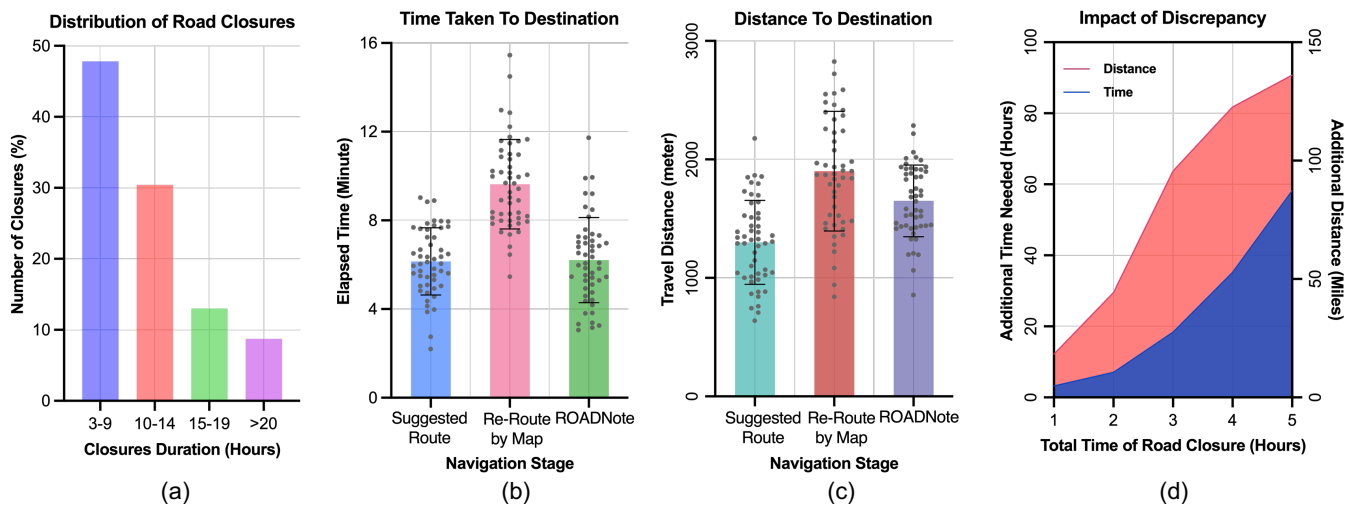 Distribution of Road Closures
50
40
30
20
10
0
Number of Closures (%)
3-9
10-14
15-19
>20
Closures Duration (Hours)
(a)
Time Taken To Destination
16
12
8
4
0
Elapsed Time (Minute)
Suggested
Route
Re-Route
by Map
ROADNote
Navigation Stage
(b)
Distance To Destination
3000
2000
1000
0
Travel Distance (meter)
Suggested
Route
Re-Route
by Map
ROADNote
Navigation Stage
(c)
Impact of Discrepancy
100
80
60
40
20
0
Additional Time Needed (Hours)
Distance
Time
150
100
50
0
Additional Distance (Miles)
1
2
3
4
5
Total Time of Road Closure (Hours)
(d)